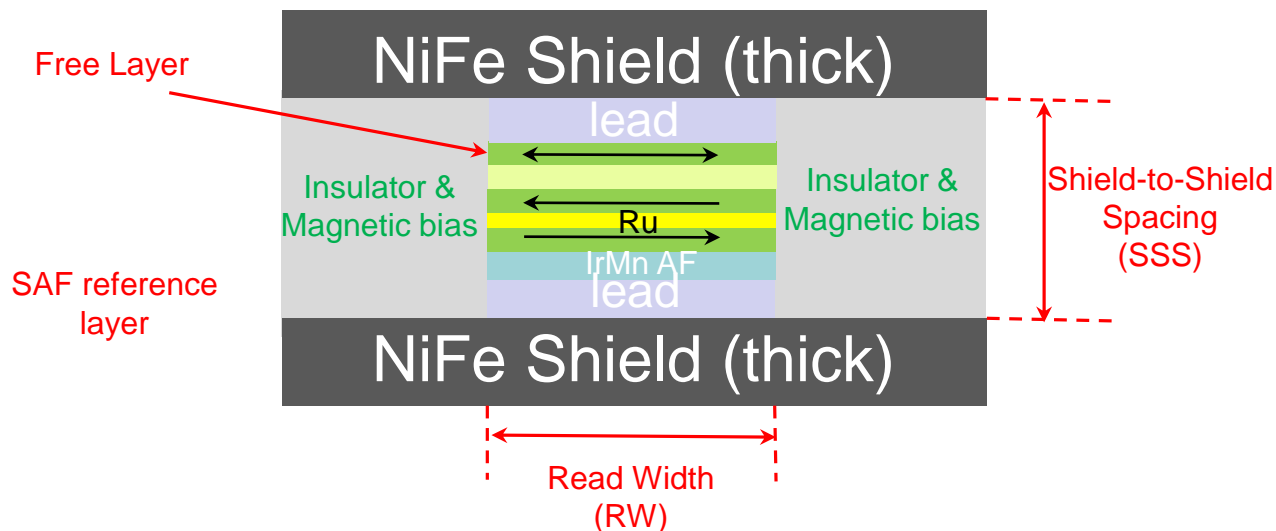 NiFe Shield (thick)
Free Layer
lead
Insulator &
Magnetic bias
Ru
IrMn AF
lead
Insulator &
Magnetic bias
Shield-to-Shield
Spacing
(SSS)
SAF reference
layer
NiFe Shield (thick)
Read Width
(RW)